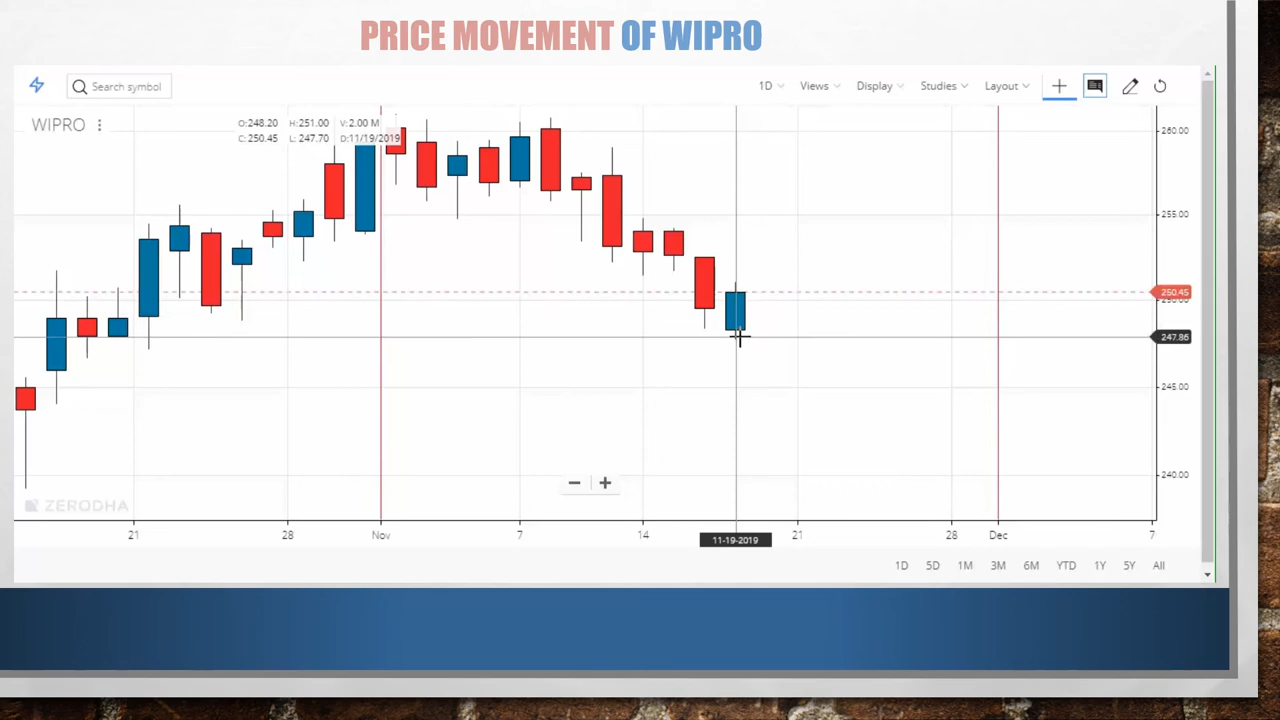 PRICE MOVEMENT OF WIPRO
Search symbol
1D Views Display Studies Layout
WIPRO
O:248.20 H:251.00 V:2.00 M
C:250.45 L: 247.70 D:11/19/2019
260.00
255.00
250.45
247.86
245.00
240.00
ZERODHA
21 28 Nov 7 14 11-19-2019 21 28 Dec 7
1D 5D 1M 3M 6M YTD 1Y 5Y All